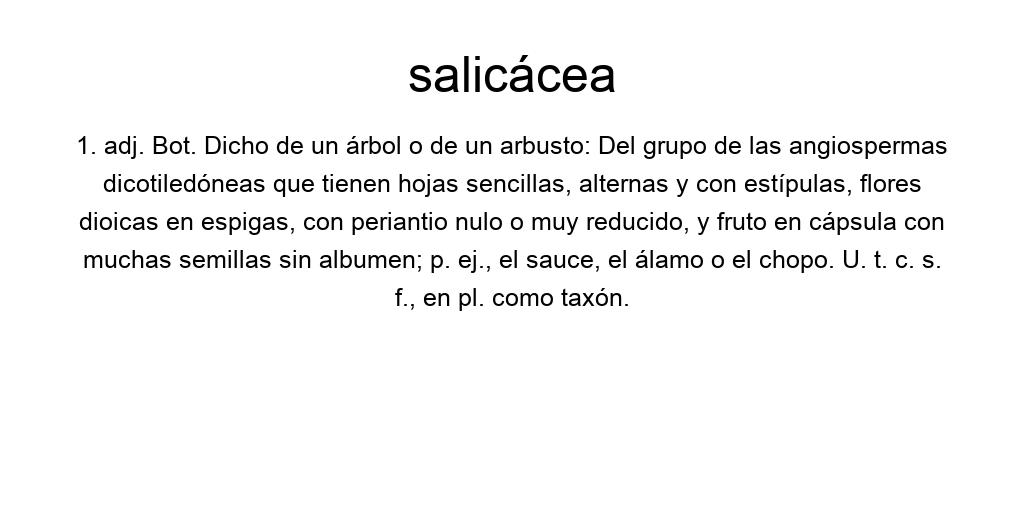 salicácea
1. adj. Bot. Dicho de un árbol o de un arbusto: Del grupo de las angiospermas
dicotiledóneas que tienen hojas sencillas, alternas y con estípulas, flores
dioicas en espigas, con periantio nulo o muy reducido, y fruto en cápsula con
muchas semillas sin albumen; p. ej., el sauce, el álamo o el chopo. U. t. c. s.
f., en pl. como taxón.